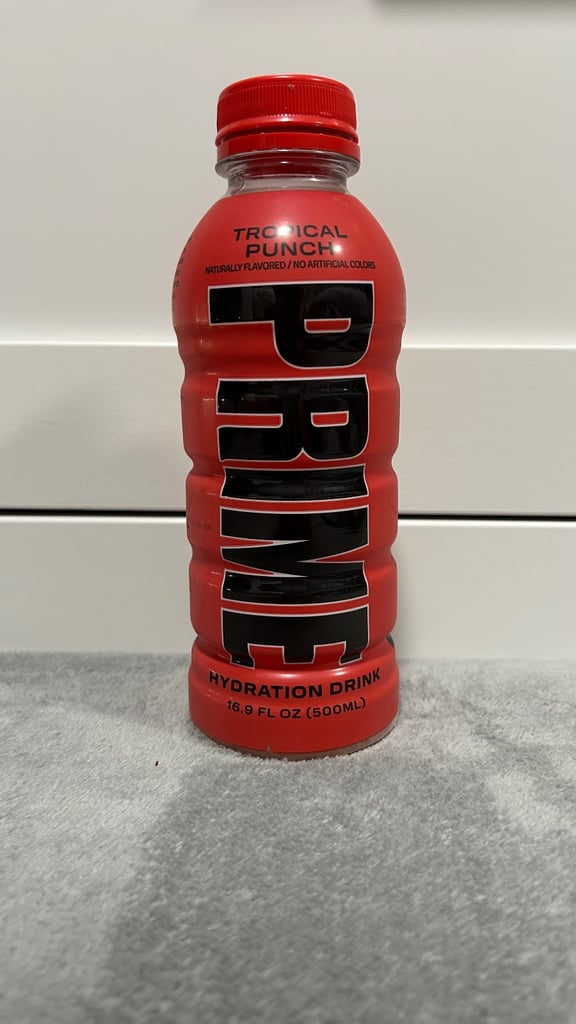 TROPICAL
PUNCH
NATURALLY FLAVORED / NO ARTIFICIAL COLORS
PRIME
HYDRATION DRINK
16.9 FL OZ (500ML)